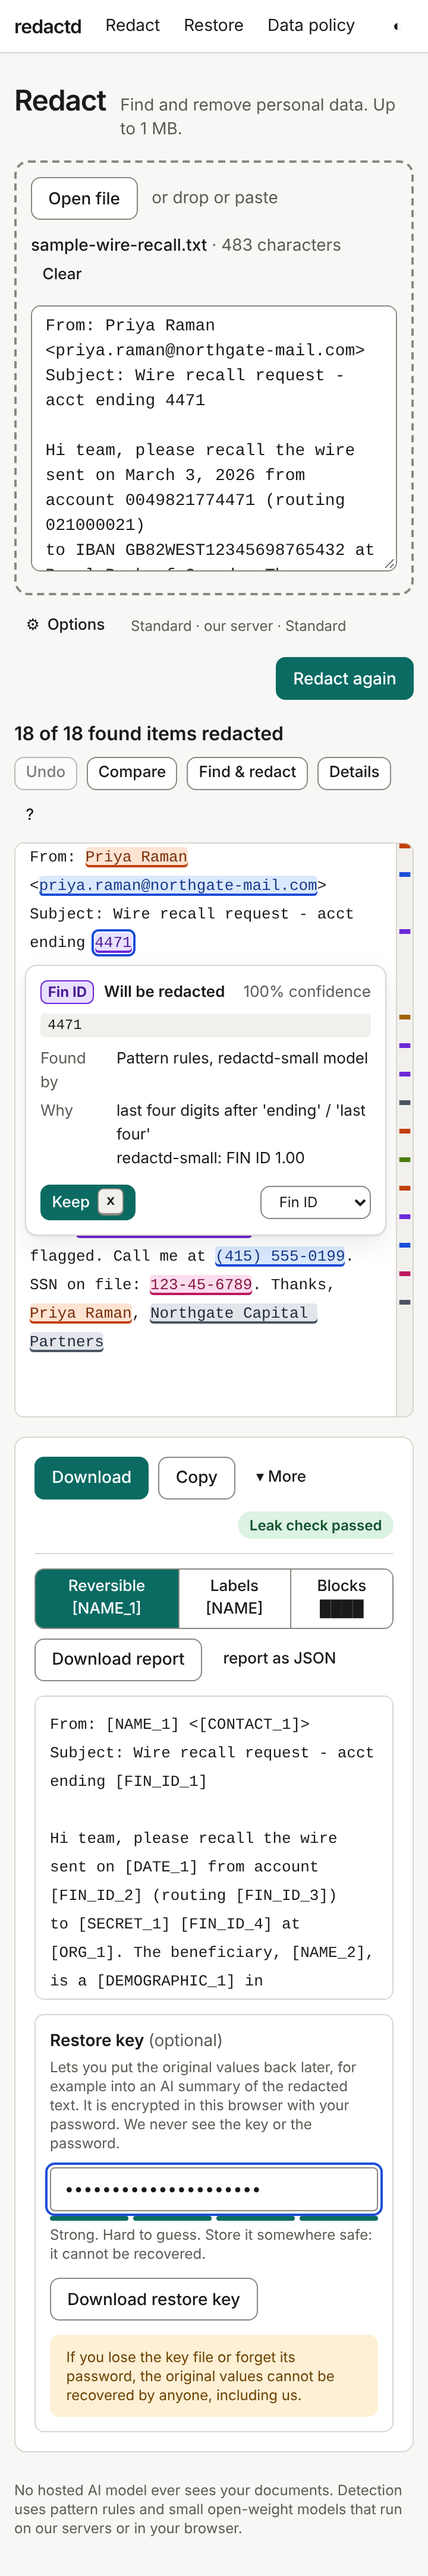 redactd Redact Restore Data policy
Redact Find and remove personal data. Up
to 1 MB.
Open file or drop or paste
sample-wire-recall.txt · 483 characters
Clear
From: Priya Raman
<priya.raman@northgate-mail.com>
Subject: Wire recall request -
acct ending 4471
Hi team, please recall the wire
sent on March 3, 2026 from
account 0049821774471 (routing
021000021)
to IBAN GB82WEST12345698765432 at
⚙ Options Standard · our server · Standard
Redact again
18 of 18 found items redacted
Undo Compare Find & redact Details
?
From: Priya Raman
<priya.raman@northgate-mail.com>
Subject: Wire recall request - acct
ending 4471
Fin ID Will be redacted 100% confidence
4471
Found Pattern rules, redactd-small model
by
Why last four digits after 'ending' / 'last
four'
redactd-small: FIN ID 1.00
Keep x Fin ID
flagged. Call me at (415) 555-0199.
SSN on file: 123-45-6789. Thanks,
Priya Raman, Northgate Capital
Partners
Download Copy ▾ More
Leak check passed
Reversible Labels Blocks
[NAME_1] [NAME] ████
Download report report as JSON
From: [NAME_1] <[CONTACT_1]>
Subject: Wire recall request - acct
ending [FIN_ID_1]
Hi team, please recall the wire
sent on [DATE_1] from account
[FIN_ID_2] (routing [FIN_ID_3])
to [SECRET_1] [FIN_ID_4] at
[ORG_1]. The beneficiary, [NAME_2],
is a [DEMOGRAPHIC_1] in
Restore key (optional)
Lets you put the original values back later, for
example into an AI summary of the redacted
text. It is encrypted in this browser with your
password. We never see the key or the
password.
•••••••••••••••••••••
Strong. Hard to guess. Store it somewhere safe:
it cannot be recovered.
Download restore key
If you lose the key file or forget its
password, the original values cannot be
recovered by anyone, including us.
No hosted AI model ever sees your documents. Detection
uses pattern rules and small open-weight models that run
on our servers or in your browser.